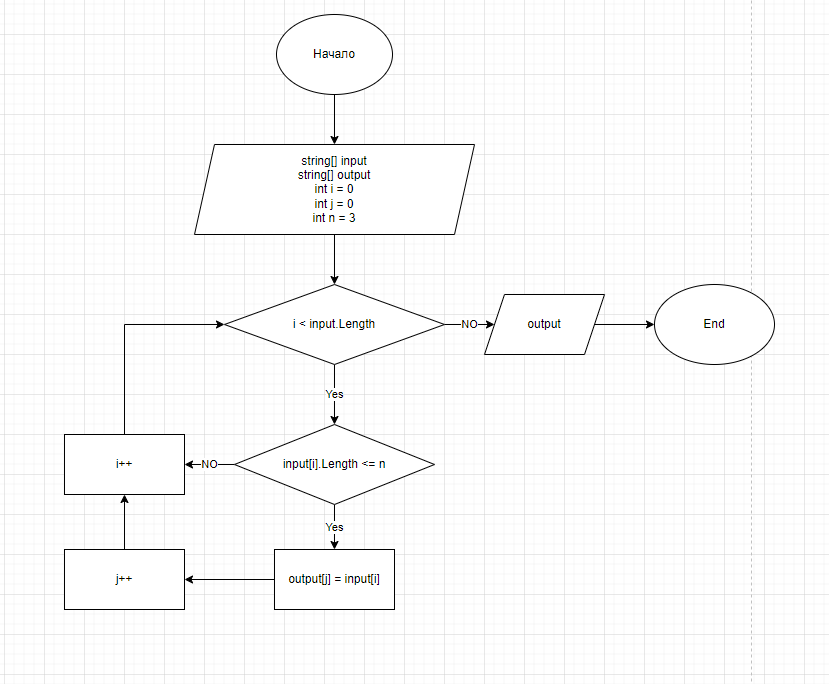 Начало
string[] input
string[] output
int i = 0
int j = 0
int n = 3
i < input.Length
NO
output
End
Yes
i++
NO
input[i].Length <= n
Yes
j++
output[j] = input[i]